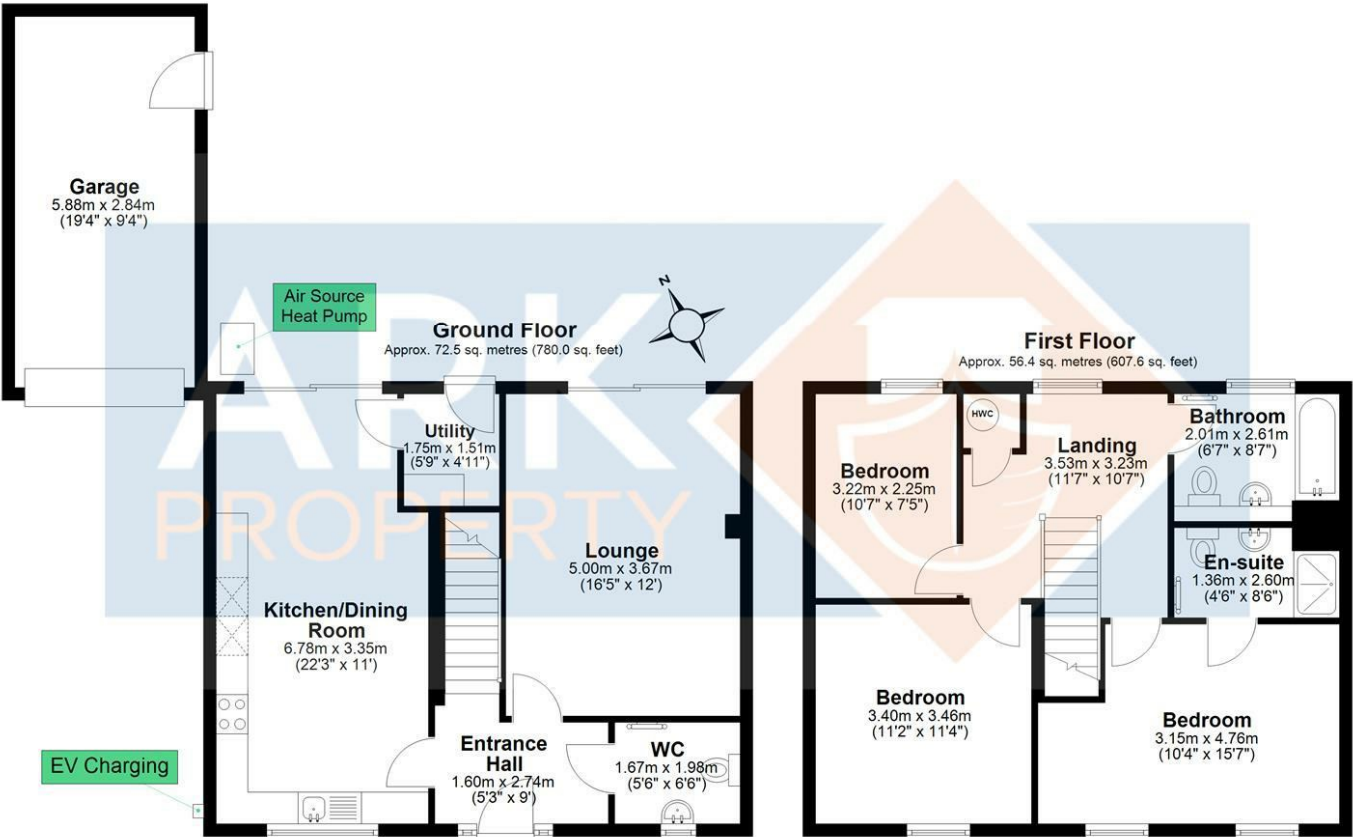 Garage
5.88m x 2.84m
(19'4" x 9'4")
Air Source
Heat Pump
Ground Floor
Approx. 72.5 sq. metres (780.0 sq. feet)
N
Utility
1.75m x 1.51m
(5'9" x 4'11")
Lounge
5.00m x 3.67m
(16'5" x 12')
Kitchen/Dining
Room
6.78m x 3.35m
(22'3" x 11')
Entrance
Hall
1.60m x 2.74m
(5'3" x 9')
WC
1.67m x 1.98m
(5'6" x 6'6")
EV Charging
First Floor
Approx. 56.4 sq. metres (607.6 sq. feet)
HWC
Landing
3.53m x 3.23m
(11'7" x 10'7")
Bathroom
2.01m x 2.61m
(6'7" x 8'7")
Bedroom
3.22m x 2.25m
(10'7" x 7'5")
En-suite
1.36m x 2.60m
(4'6" x 8'6")
Bedroom
3.40m x 3.46m
(11'2" x 11'4")
Bedroom
3.15m x 4.76m
(10'4" x 15'7")
ARK
PROPERTY